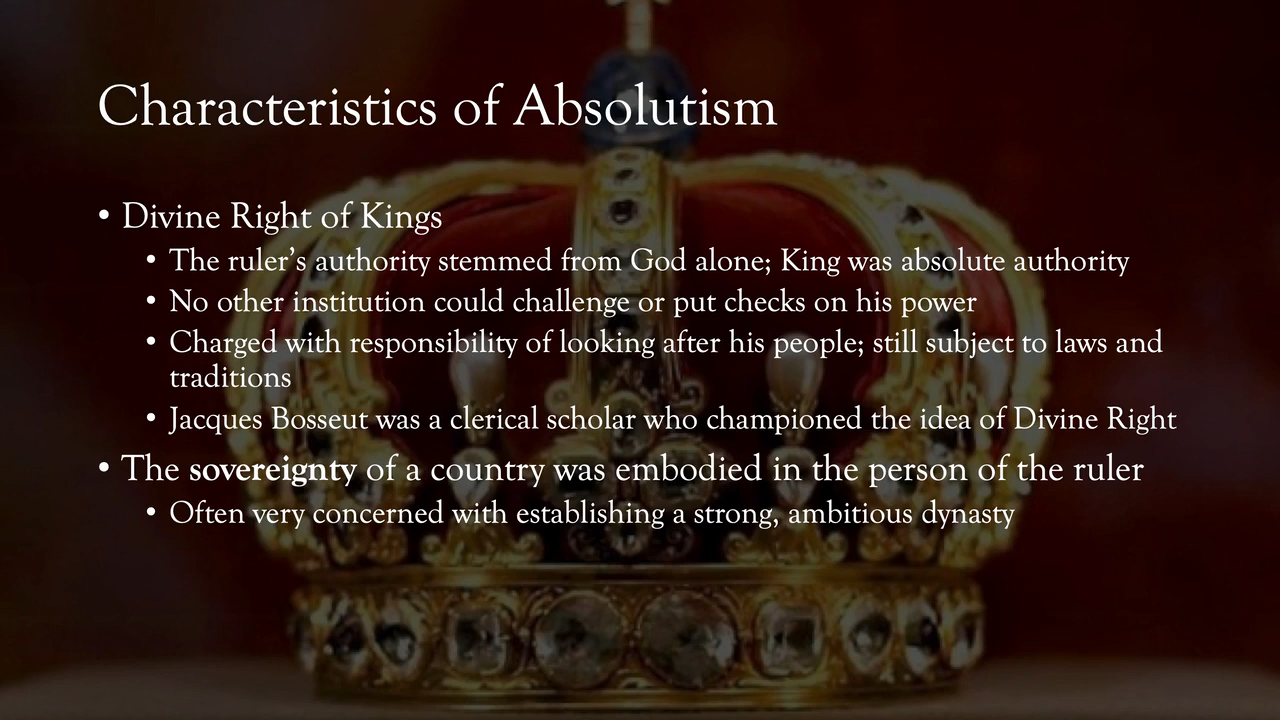 Characteristics of Absolutism
• Divine Right of Kings
• The ruler’s authority stemmed from God alone; King was absolute authority
• No other institution could challenge or put checks on his power
• Charged with responsibility of looking after his people; still subject to laws and
traditions
• Jacques Bosseut was a clerical scholar who championed the idea of Divine Right
• The sovereignty of a country was embodied in the person of the ruler
• Often very concerned with establishing a strong, ambitious dynasty